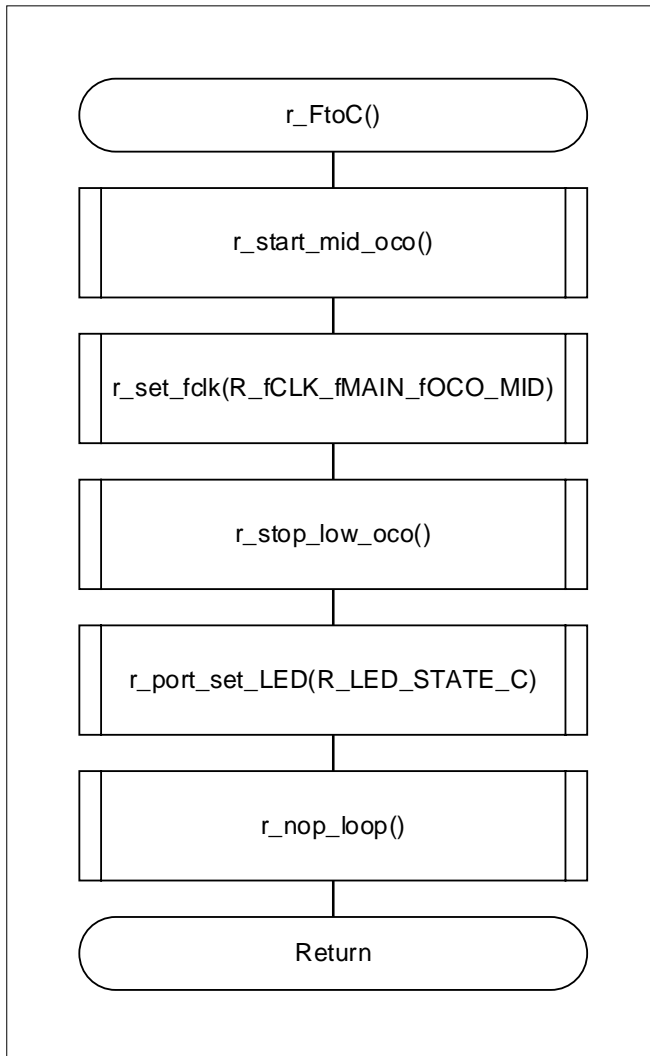 r_FtoC()
r_start_mid_oco()
r_set_fclk(R_fCLK_fMAIN_fOCO_MID)
r_stop_low_oco()
r_port_set_LED(R_LED_STATE_C)
r_nop_loop()
Return